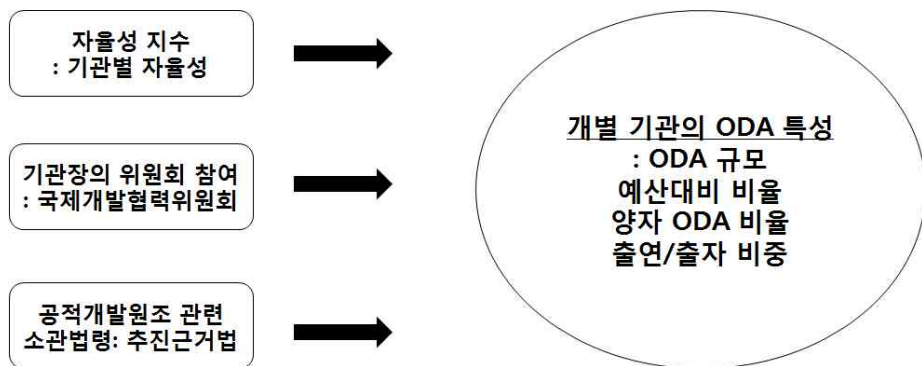 자율성 지수
: 기관별 자율성
기관장의 위원회 참여
: 국제개발협력위원회
공적개발원조 관련
소관법령: 추진근거법
개별 기관의 ODA 특성
: ODA 규모
예산대비 비율
양자 ODA 비율
출연/출자 비중